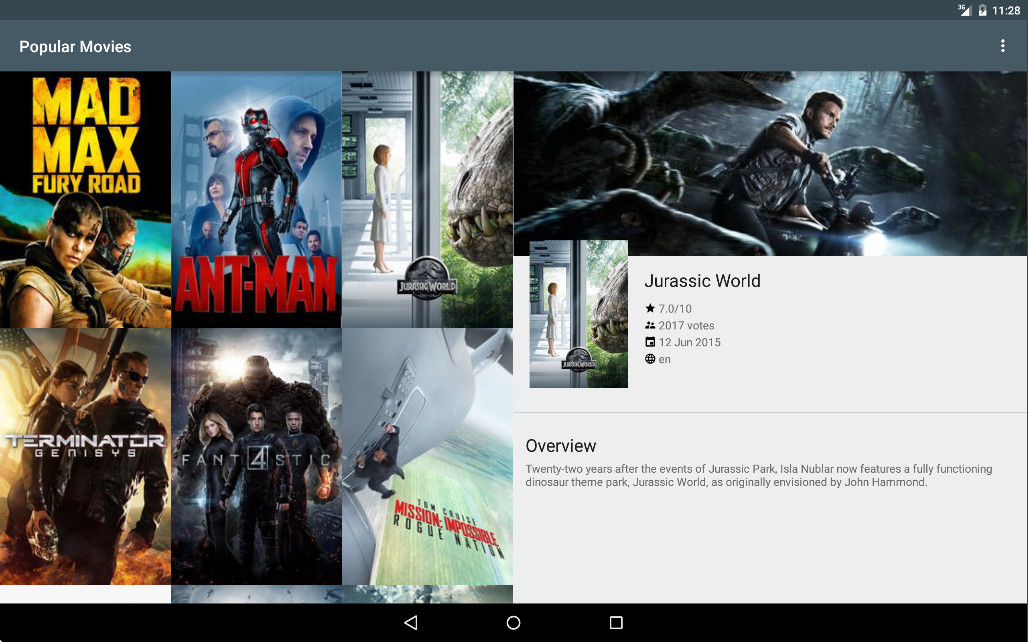 3G
11:28
Popular Movies
MAD
MAX
FURY ROAD
ANT-MAN
JURASSIC WORLD
TERMINATOR
GENISYS
FANT4STIC
TOM CRUISE
MISSION: IMPOSSIBLE
ROGUE NATION
JURASSIC WORLD
Jurassic World
7.0/10
2017 votes
12 Jun 2015
en
Overview
Twenty-two years after the events of Jurassic Park, Isla Nublar now features a fully functioning
dinosaur theme park, Jurassic World, as originally envisioned by John Hammond.